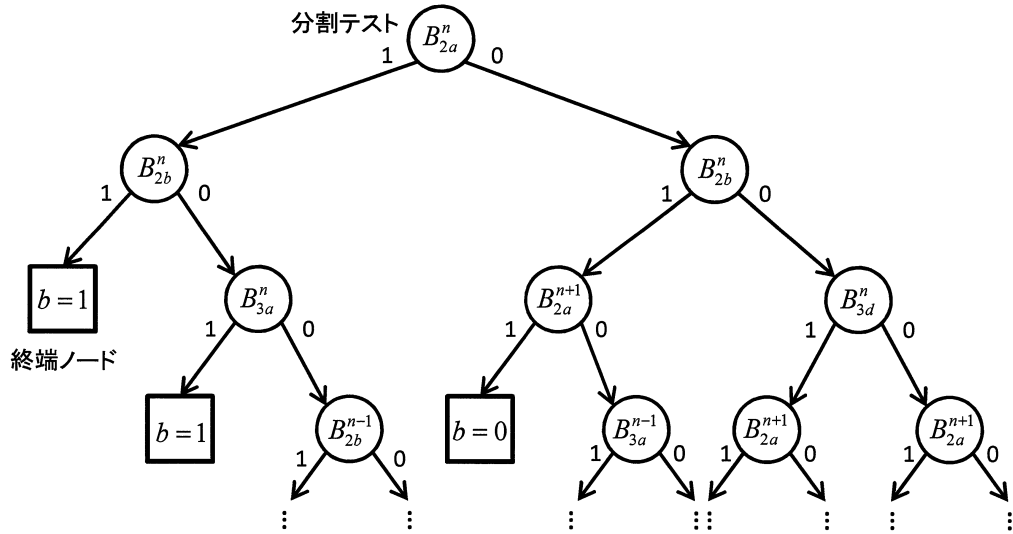 分割テスト
B^n_{2a}
1 0
B^n_{2b} B^n_{2b}
1 0 1 0
b = 1 B^n_{3a} B^{n+1}_{2a} B^n_{3d}
終端ノード
1 0 1 0 1 0
b = 1 B^{n-1}_{2b} b = 0 B^{n-1}_{3a} B^{n+1}_{2a} B^{n+1}_{2a}
1 0 1 0 1 0 1 0